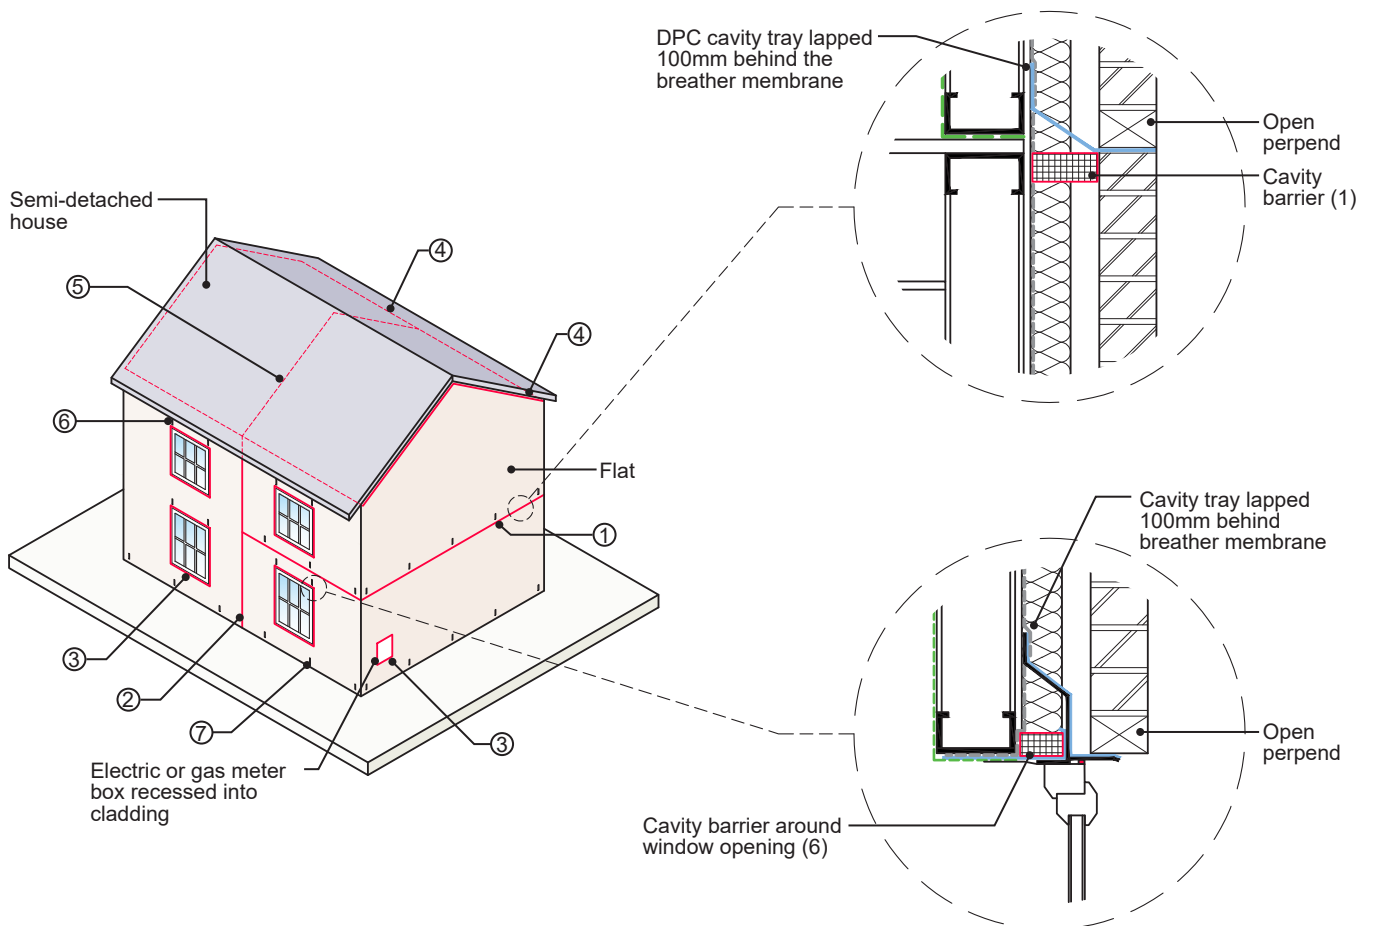 DPC cavity tray lapped
100mm behind the
breather membrane
Open
perpend
Cavity
barrier (1)
Semi-detached
house
4
5
4
6
Flat
1
Cavity tray lapped
100mm behind
breather membrane
3
2
7
3
Open
perpend
Electric or gas meter
box recessed into
cladding
Cavity barrier around
window opening (6)